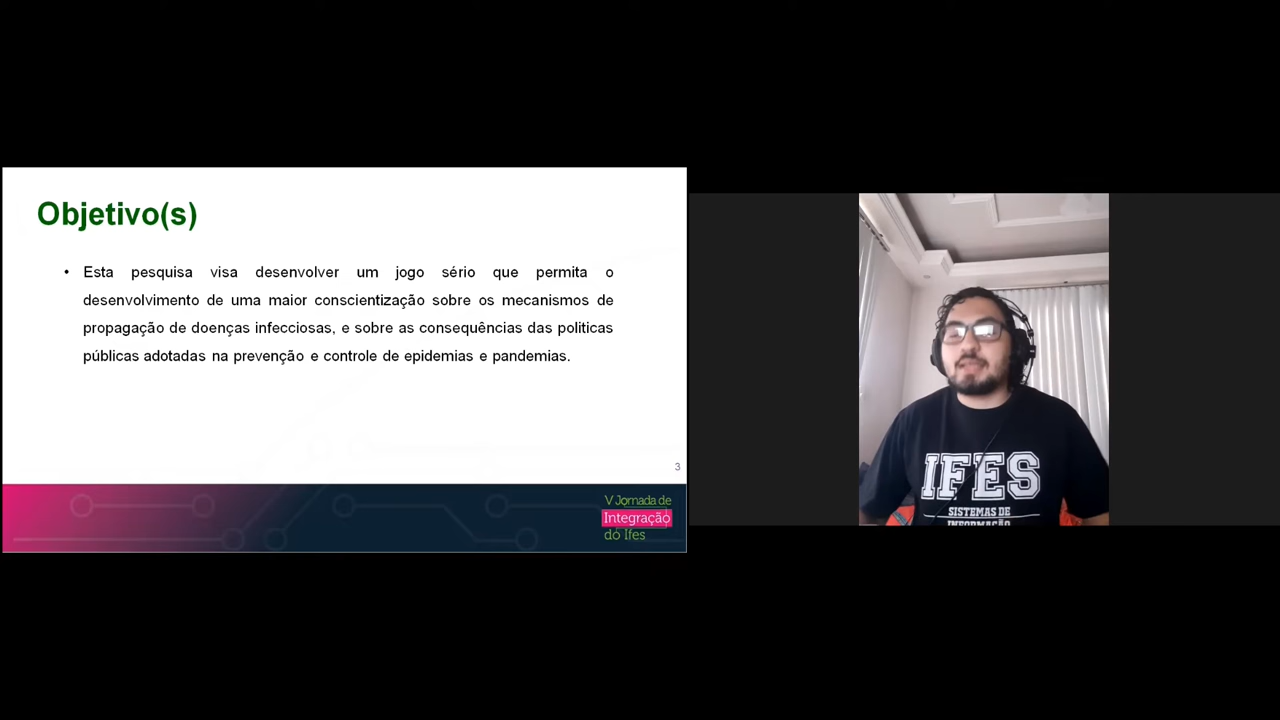 Objetivo(s)
• Esta pesquisa visa desenvolver um jogo sério que permita o
desenvolvimento de uma maior conscientização sobre os mecanismos de
propagação de doenças infecciosas, e sobre as consequências das politicas
públicas adotadas na prevenção e controle de epidemias e pandemias.
3
V Jornada de
Integração
do Ifes
IFES
SISTEMAS DE
INFORMAÇÃO